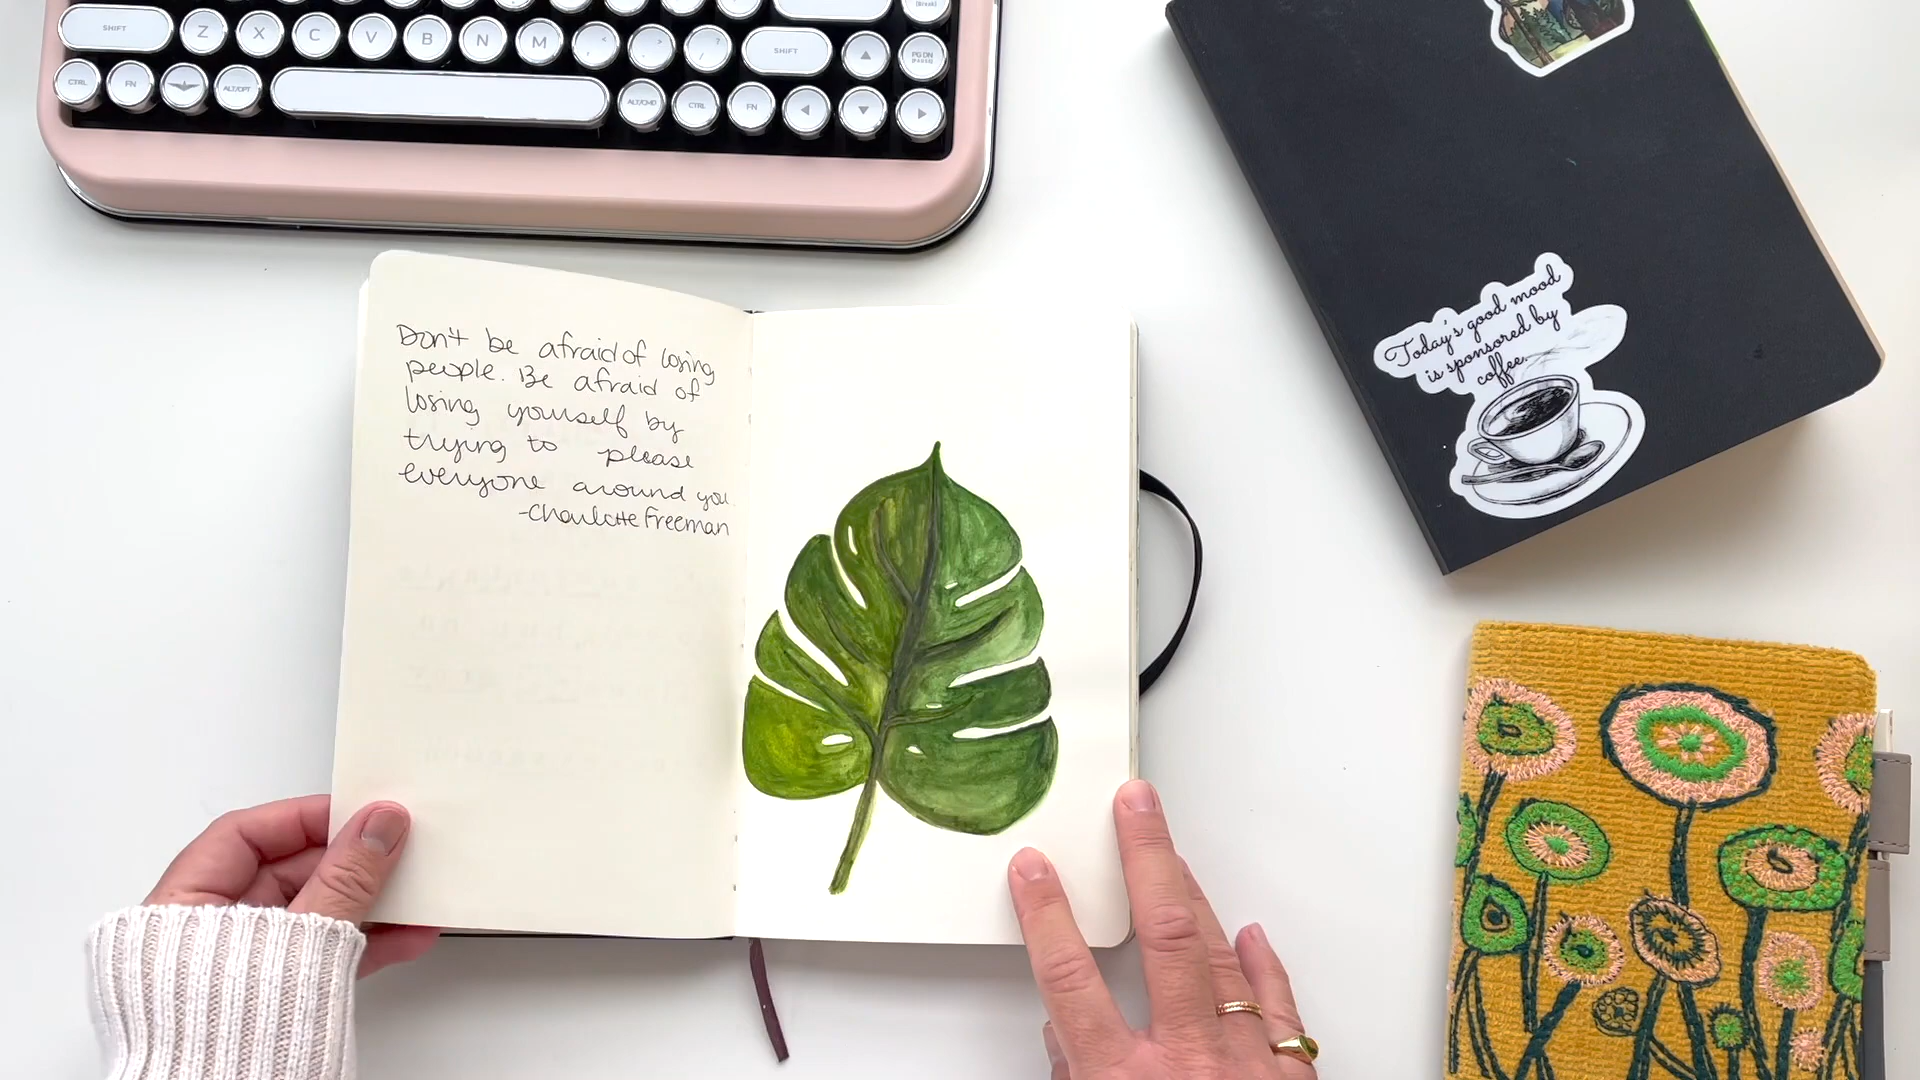 SHIFT Z X C V B N M , < . > / ? SHIFT PG DN
CTRL FN ALT/OPT ALT/CMD CTRL FN
Don't be afraid of losing
people. Be afraid of
losing yourself by
trying to please
everyone around you.
-Charlotte Freeman
Today's good mood
is sponsored by
coffee.